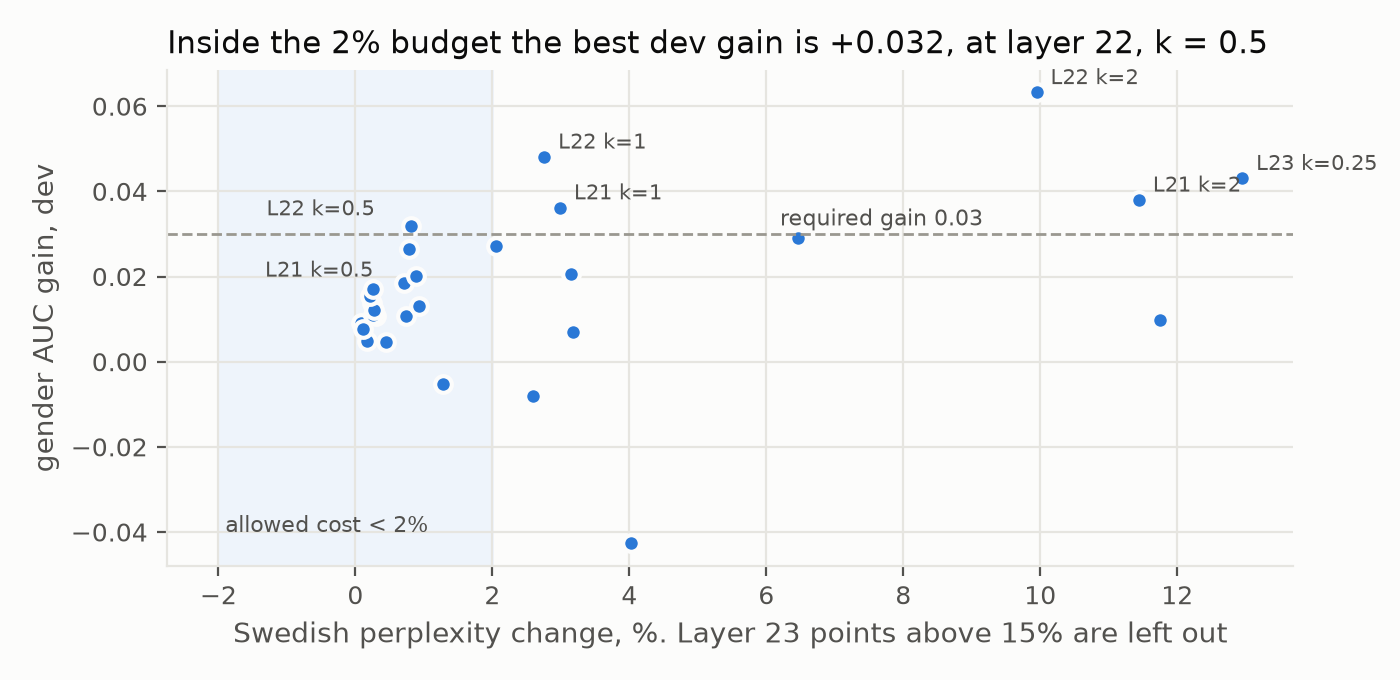 Inside the 2% budget the best dev gain is +0.032, at layer 22, k = 0.5
gender AUC gain, dev
0.06
0.04
0.02
0.00
−0.02
−0.04
L22 k=2
L22 k=1
L23 k=0.25
L21 k=2
L21 k=1
L22 k=0.5
required gain 0.03
L21 k=0.5
allowed cost < 2%
−2 0 2 4 6 8 10 12
Swedish perplexity change, %. Layer 23 points above 15% are left out